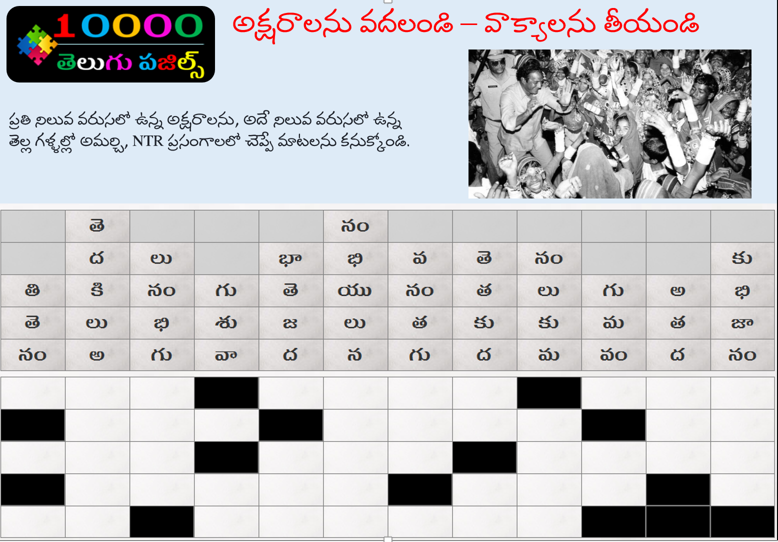 10000
తెలుగు పజిల్స్
అక్షరాలను వదలండి – వాక్యాలను తీయండి
ప్రతి నిలువ వరుసలో ఉన్న అక్షరాలను, అదే నిలువ వరుసలో ఉన్న
తెల్ల గళ్ళల్లో అమర్చి, NTR ప్రసంగాలలో చెప్పే మాటలను కనుక్కోండి.
తె నం
ద లు భా భి వ తె నం కు
తి కి నం గు తె యు నం త లు గు అ భి
తె లు భి శు జ లు త కు కు మ త జా
నం అ గు వా ద న గు ద మ వం ద నం